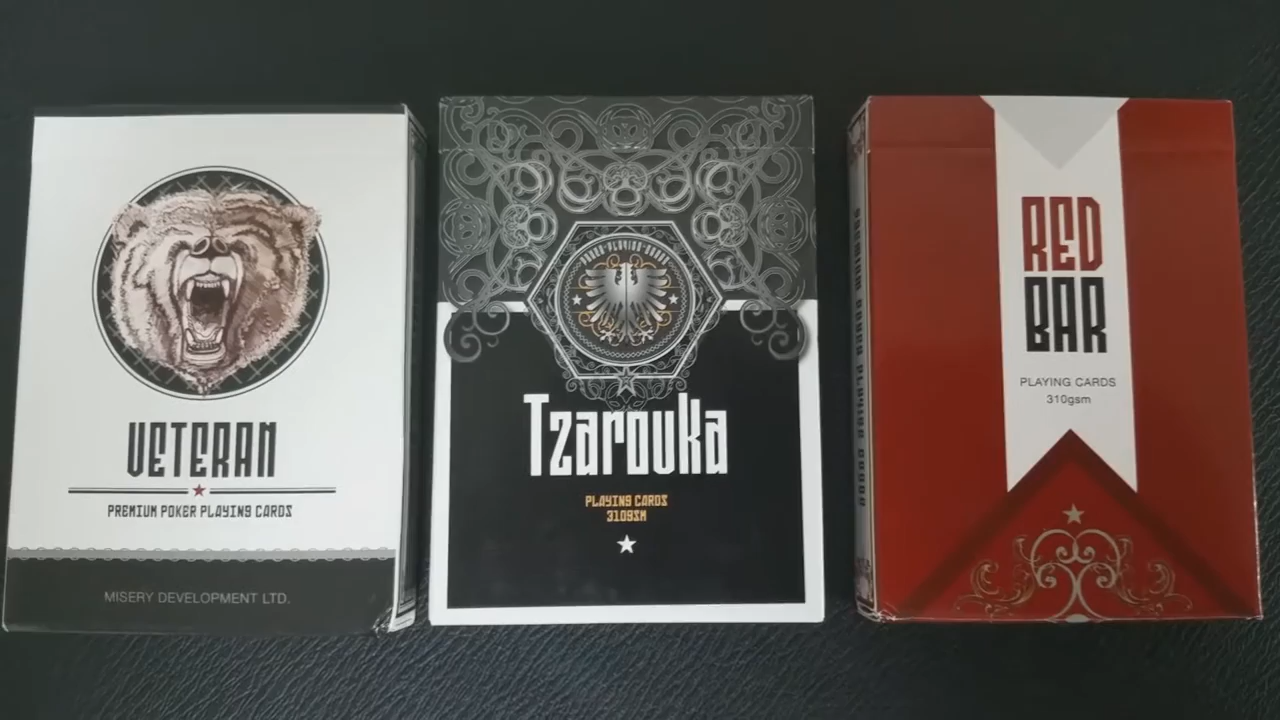 VETERAN
PREMIUM POKER PLAYING CARDS
MISERY DEVELOPMENT LTD.
Tzarouka
PLAYING CARDS
310GSM
RED
BAR
PLAYING CARDS
310gsm